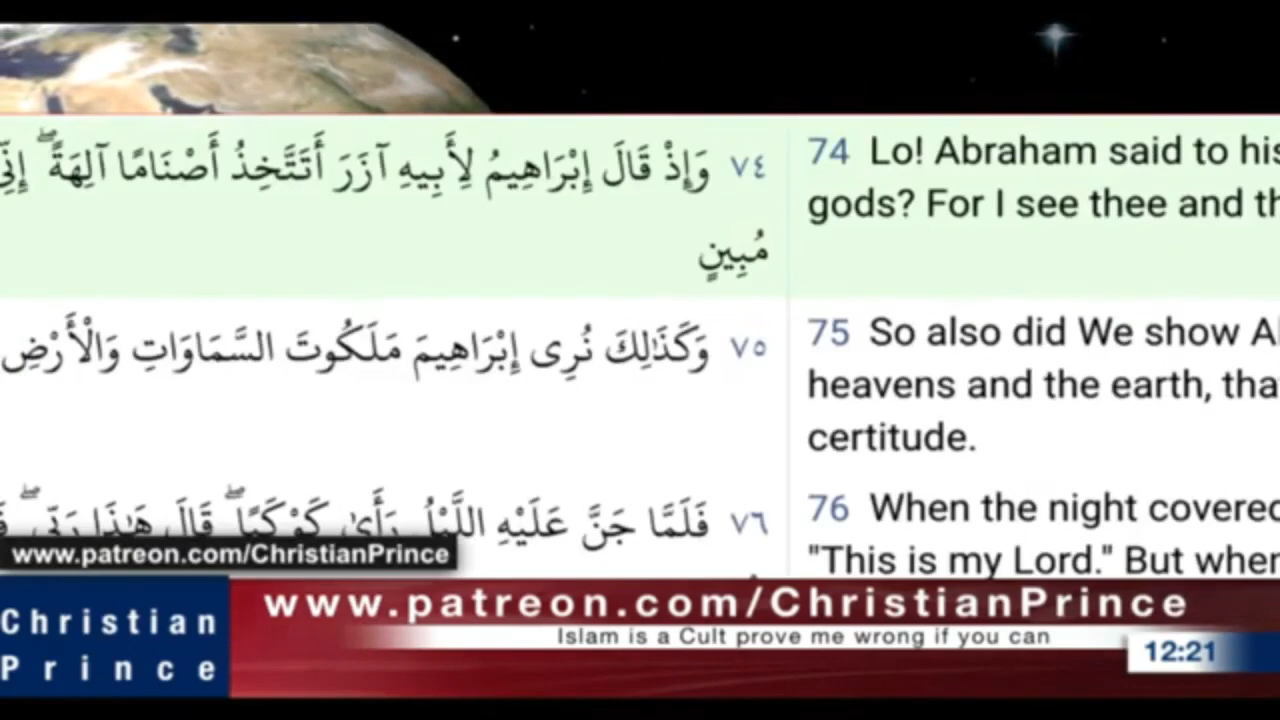 ٧٤ وَإِذْ قَالَ إِبْرَاهِيمُ لِأَبِيهِ آزَرَ أَتَتَّخِذُ أَصْنَامًا آلِهَةً ۖ إِنِّي
مُبِينٍ
74 Lo! Abraham said to his
gods? For I see thee and th
٧٥ وَكَذَٰلِكَ نُرِي إِبْرَاهِيمَ مَلَكُوتَ السَّمَاوَاتِ وَالْأَرْضِ
75 So also did We show A
heavens and the earth, tha
certitude.
٧٦ فَلَمَّا جَنَّ عَلَيْهِ اللَّيْلُ رَأَىٰ كَوْكَبًا ۖ قَالَ هَٰذَا رَبِّي ۖ
76 When the night covered
"This is my Lord." But when
www.patreon.com/ChristianPrince
www.patreon.com/ChristianPrince
Islam is a Cult prove me wrong if you can
Christian
Prince
12:21